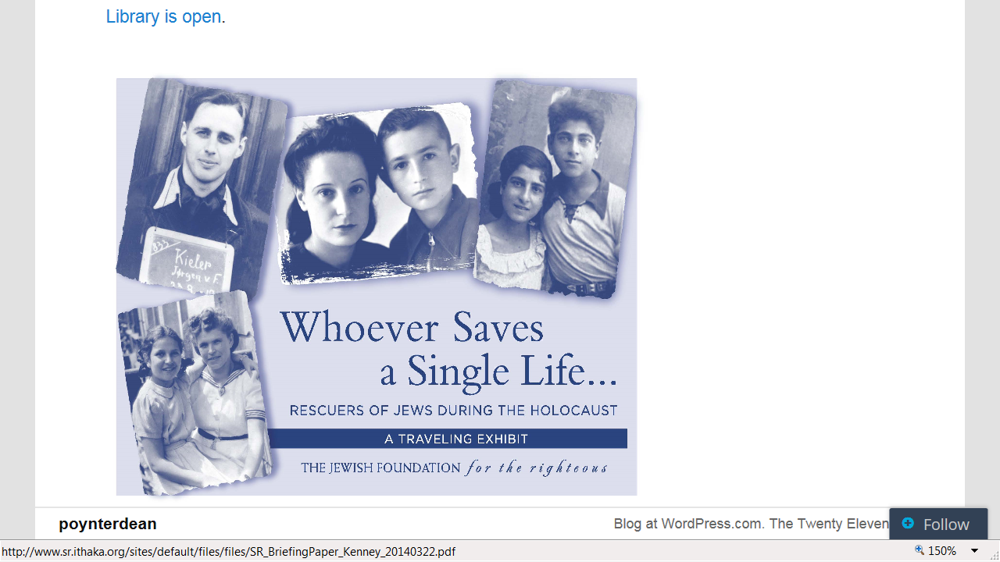 Library is open.
833
Kieler
Jørgen v F.
Whoever Saves
a Single Life...
RESCUERS OF JEWS DURING THE HOLOCAUST
A TRAVELING EXHIBIT
THE JEWISH FOUNDATION for the righteous
poynterdean
Blog at WordPress.com. The Twenty Eleven
Follow
http://www.sr.ithaka.org/sites/default/files/files/SR_BriefingPaper_Kenney_20140322.pdf
150%